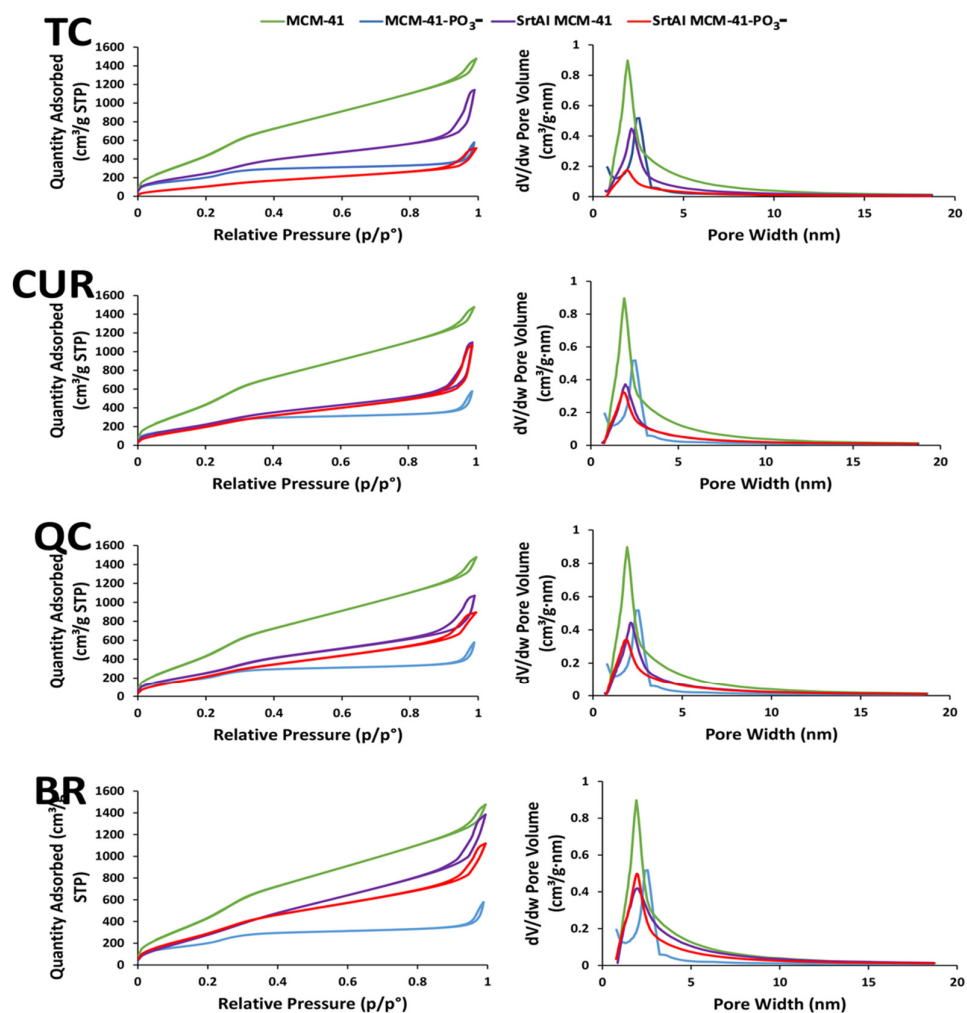 MCM-41 MCM-41-PO₃⁻ SrtAI MCM-41 SrtAI MCM-41-PO₃⁻
TC
Quantity Adsorbed
(cm³/g STP)
1600
1400
1200
1000
800
600
400
200
0
0 0.2 0.4 0.6 0.8 1
Relative Pressure (p/p°)
dV/dw Pore Volume
(cm³/g·nm)
1
0.8
0.6
0.4
0.2
0
0 5 10 15 20
Pore Width (nm)
CUR
Quantity Adsorbed
(cm³/g STP)
1600
1400
1200
1000
800
600
400
200
0
0 0.2 0.4 0.6 0.8 1
Relative Pressure (p/p°)
dV/dw Pore Volume
(cm³/g·nm)
1
0.8
0.6
0.4
0.2
0
0 5 10 15 20
Pore Width (nm)
QC
Quantity Adsorbed
(cm³/g STP)
1600
1400
1200
1000
800
600
400
200
0
0 0.2 0.4 0.6 0.8 1
Relative Pressure (p/p°)
dV/dw Pore Volume
(cm³/g·nm)
1
0.8
0.6
0.4
0.2
0
0 5 10 15 20
Pore Width (nm)
BR
Quantity Adsorbed (cm³/
STP)
1600
1400
1200
1000
800
600
400
200
0
0 0.2 0.4 0.6 0.8 1
Relative Pressure (p/p°)
dV/dw Pore Volume
(cm³/g·nm)
1
0.8
0.6
0.4
0.2
0
0 5 10 15 20
Pore Width (nm)